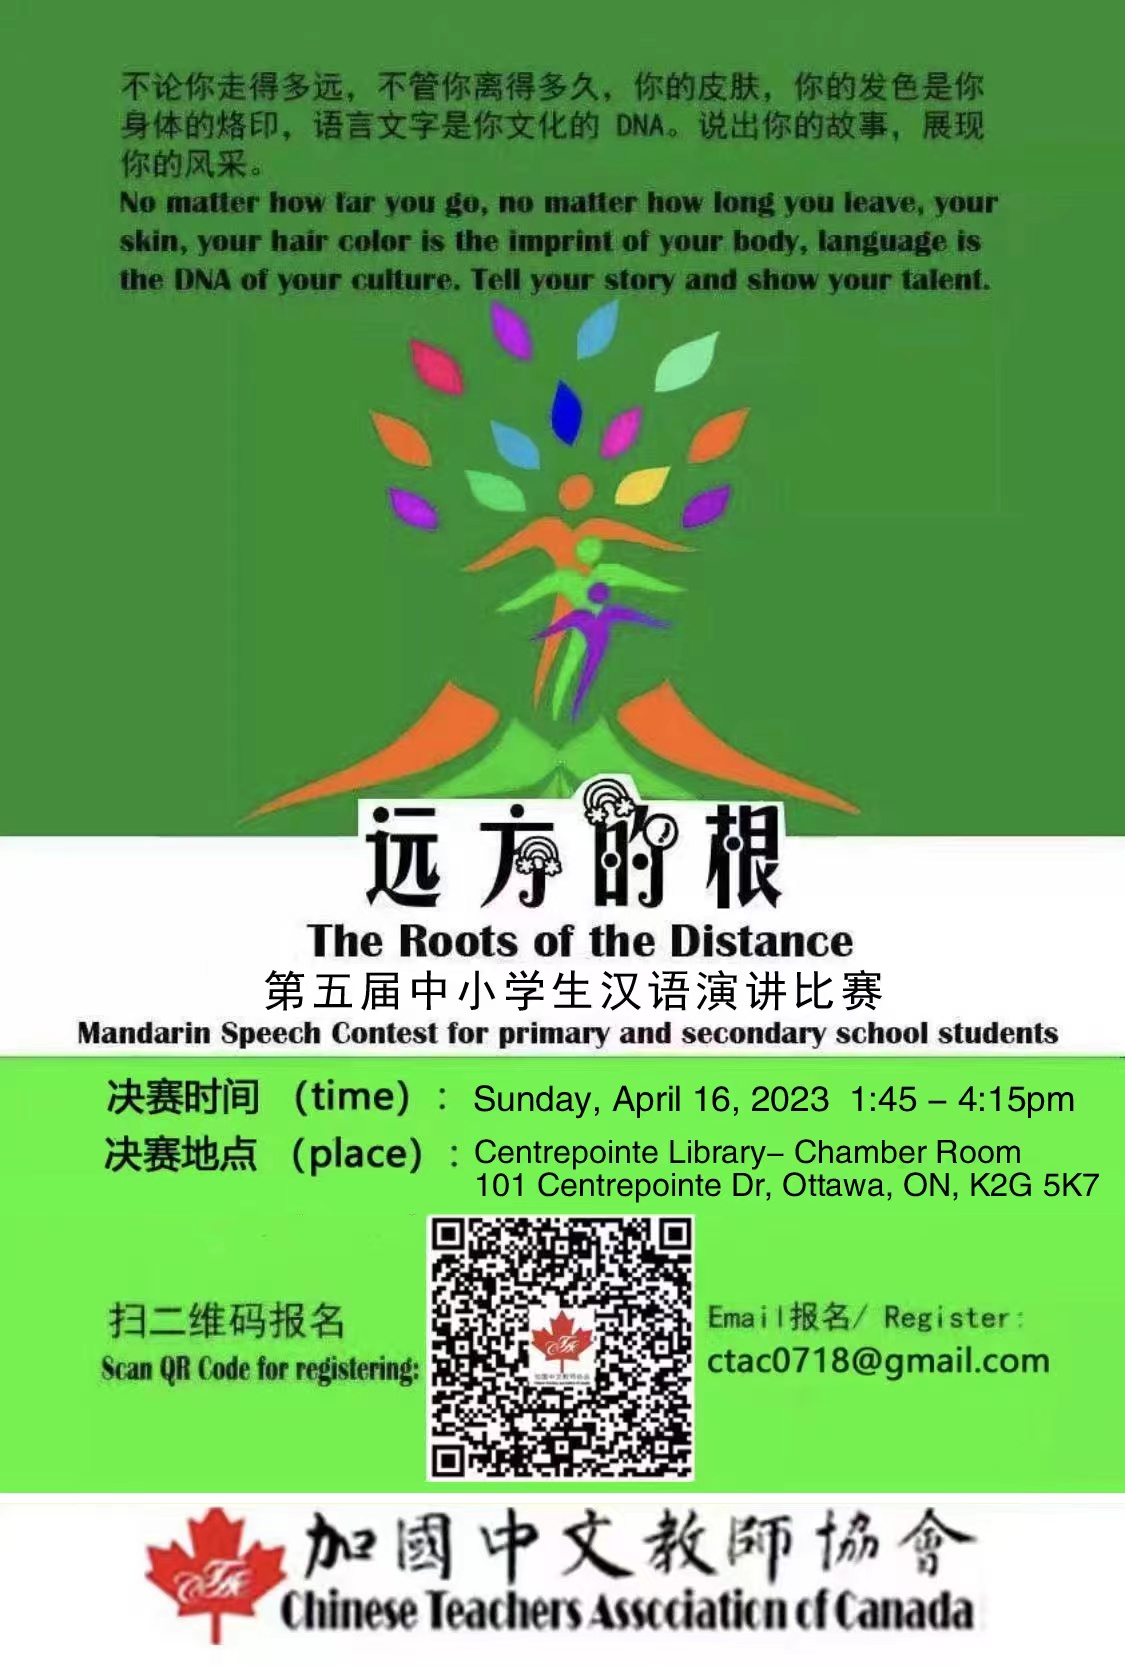 不论你走得多远，不管你离得多久，你的皮肤，你的发色是你
身体的烙印，语言文字是你文化的 DNA。说出你的故事，展现
你的风采。
No matter how far you go, no matter how long you leave, your
skin, your hair color is the imprint of your body, language is
the DNA of your culture. Tell your story and show your talent.
远方的根
The Roots of the Distance
第五届中小学生汉语演讲比赛
Mandarin Speech Contest for primary and secondary school students
决赛时间 （time）: Sunday, April 16, 2023 1:45 – 4:15pm
决赛地点 （place）: Centrepointe Library– Chamber Room
101 Centrepointe Dr, Ottawa, ON, K2G 5K7
扫二维码报名
Scan QR Code for registering:
Email报名/ Register:
ctac0718@gmail.com
加國中文教師協會
Chinese Teachers Association of Canada